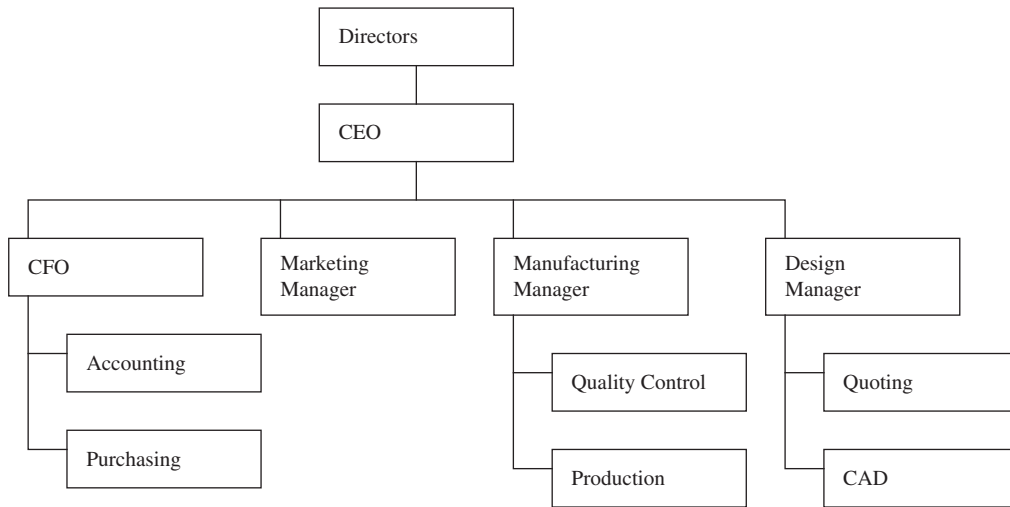 Directors
CEO
CFO
Marketing
Manager
Manufacturing
Manager
Design
Manager
Accounting
Quality Control
Quoting
Purchasing
Production
CAD